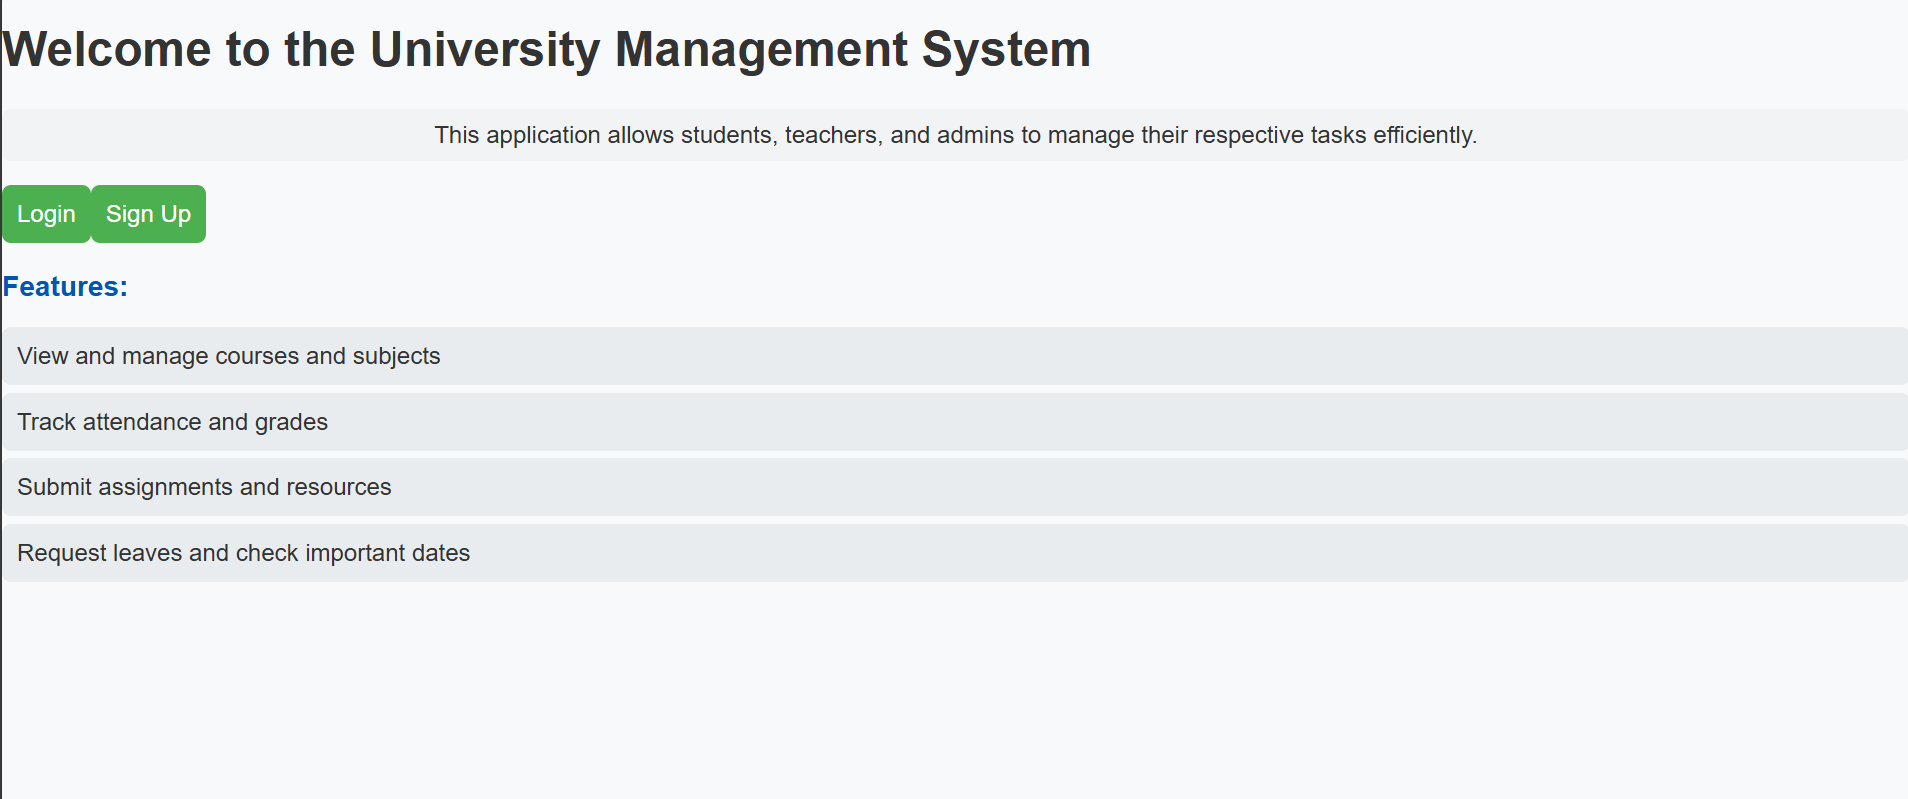 Welcome to the University Management System
This application allows students, teachers, and admins to manage their respective tasks efficiently.
Login Sign Up
Features:
View and manage courses and subjects
Track attendance and grades
Submit assignments and resources
Request leaves and check important dates